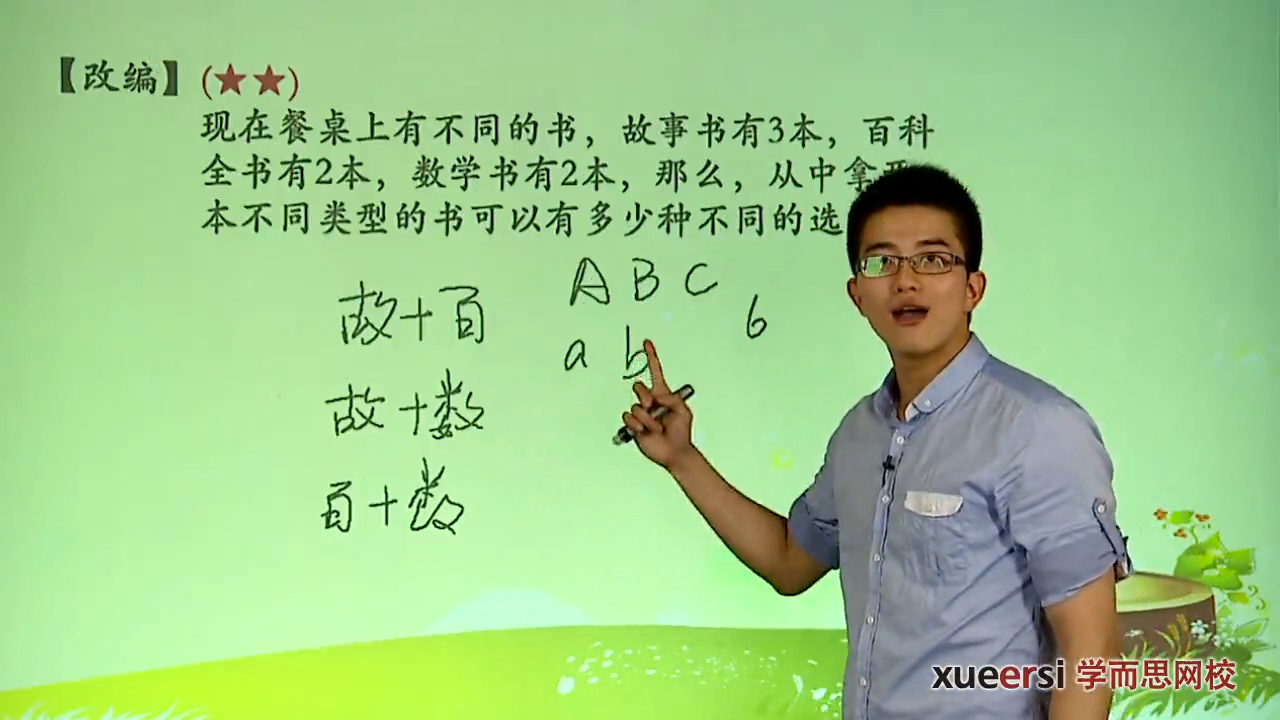 【改编】(★★)
现在餐桌上有不同的书，故事书有3本，百科
全书有2本，数学书有2本，那么，从中拿
本不同类型的书可以有多少种不同的选
故+百
A B C
6
a b
故+数
百+数
xueersi 学而思网校